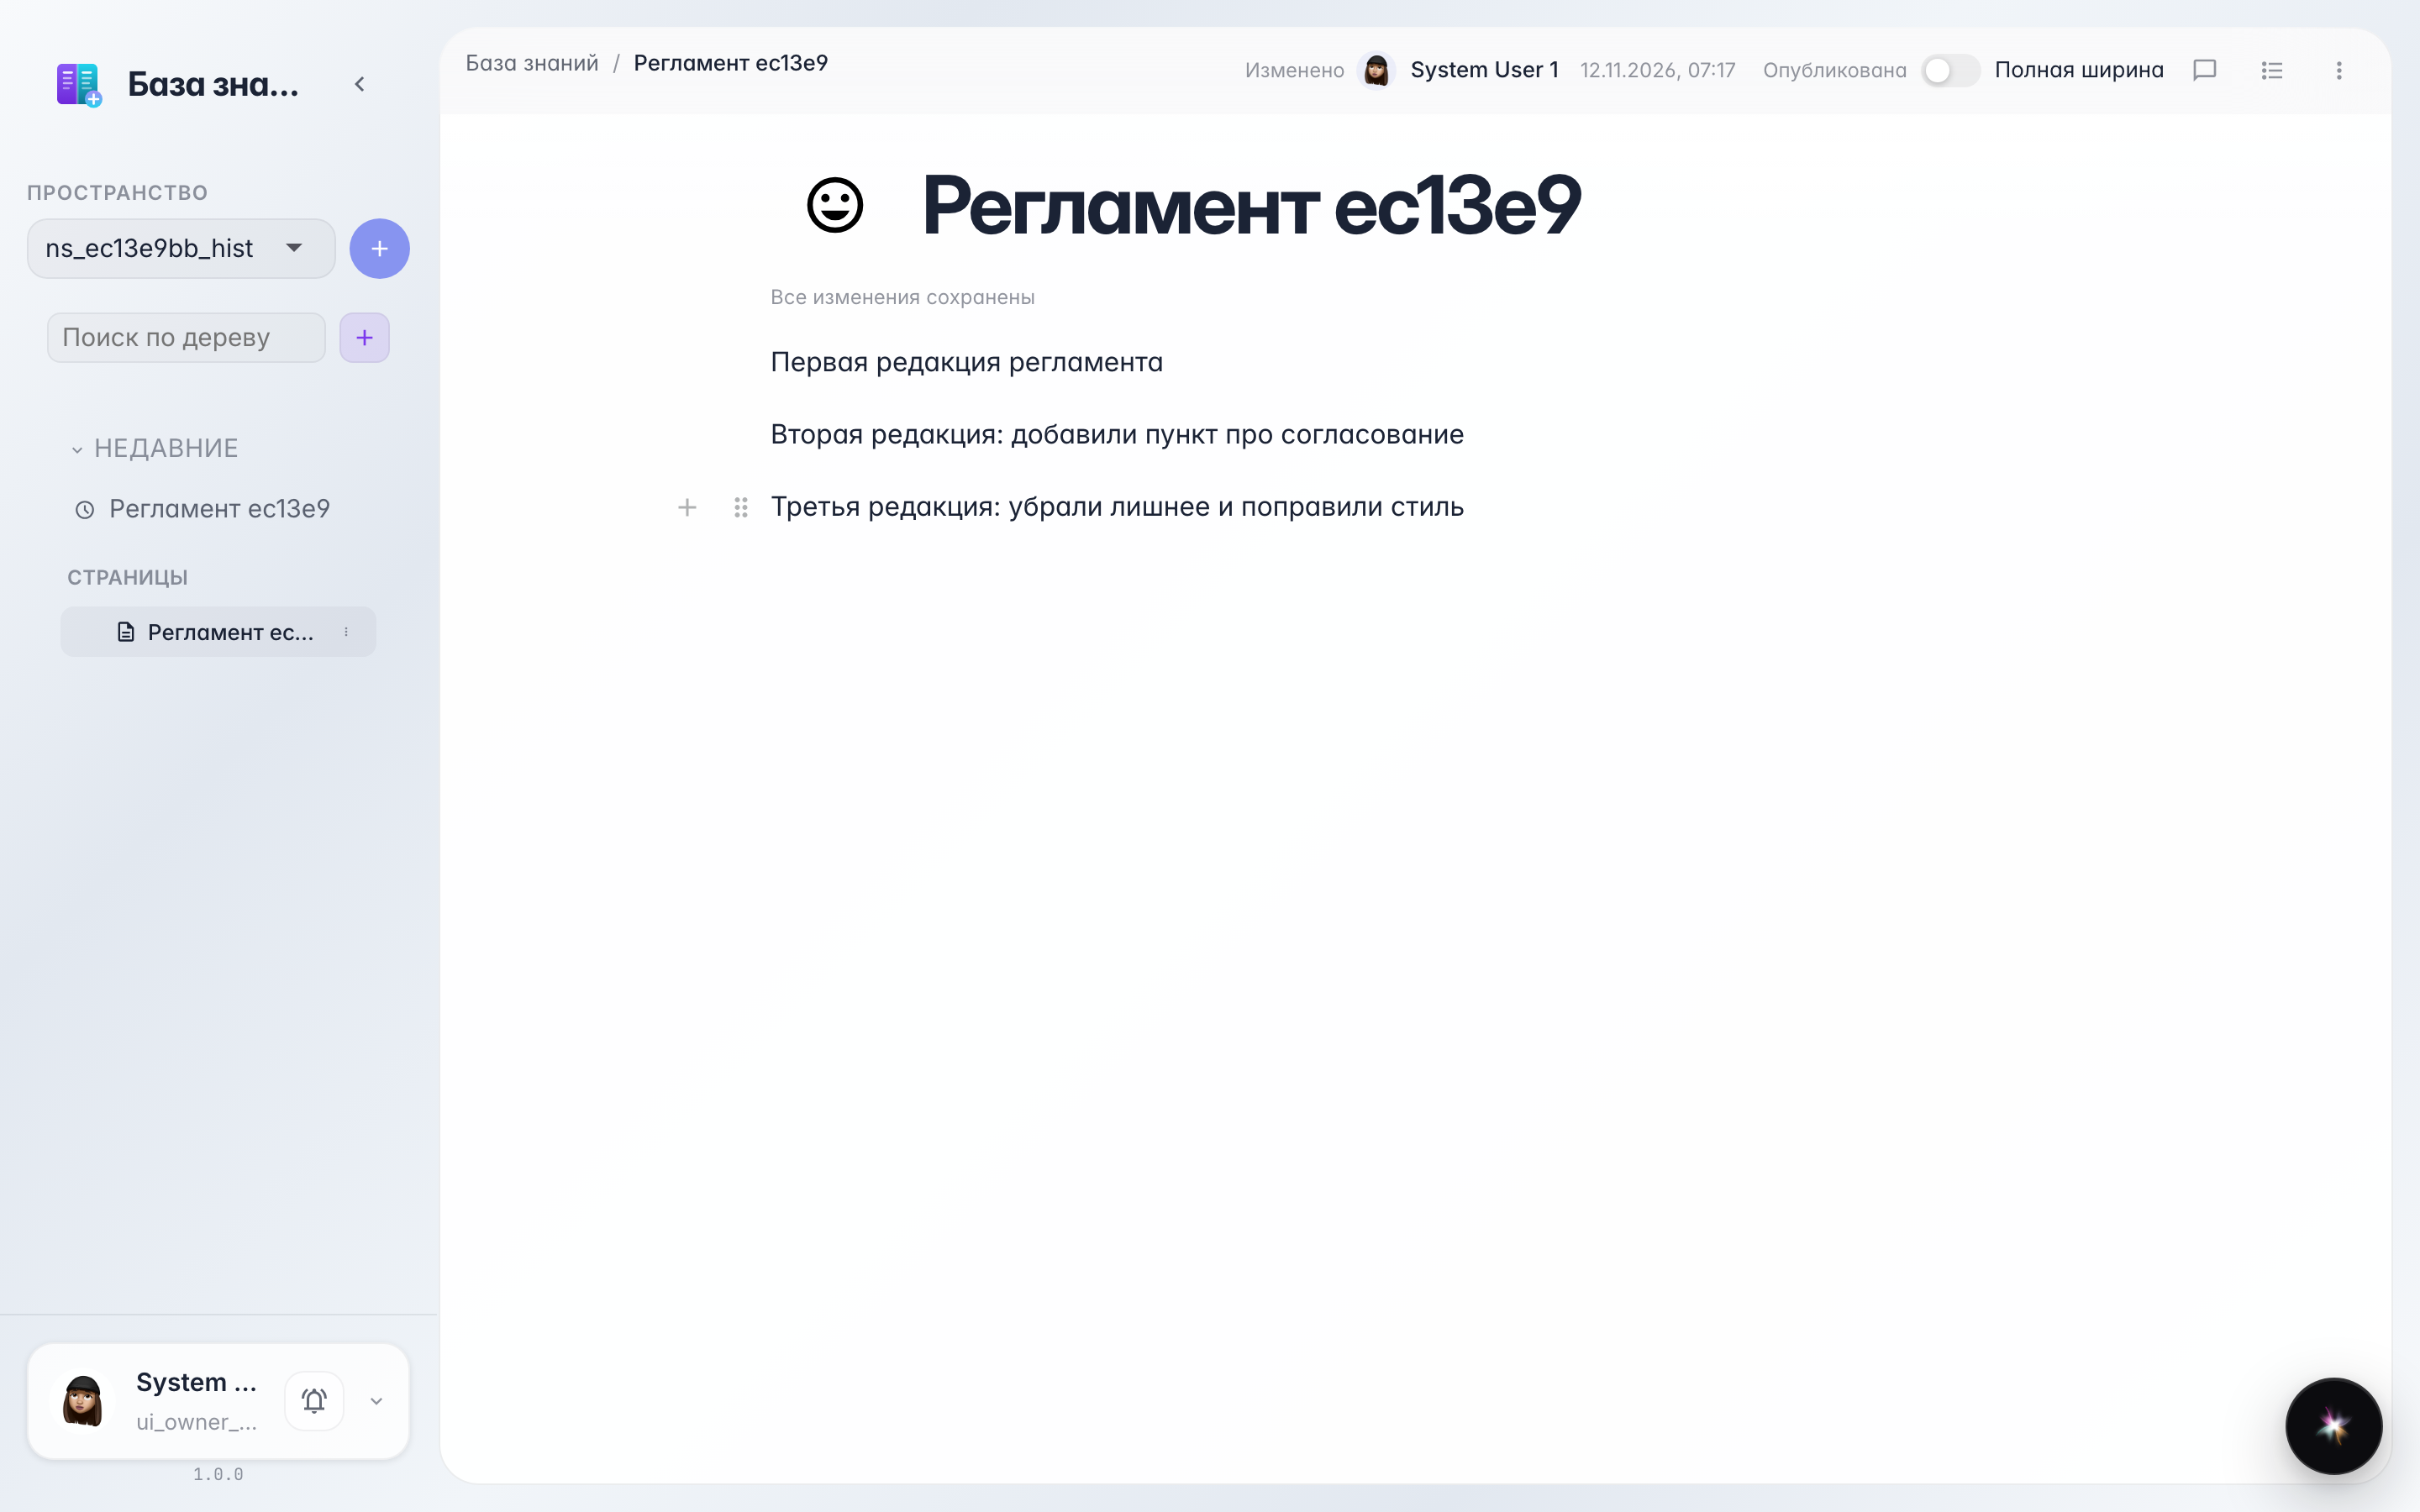 База зна...
ПРОСТРАНСТВО
ns_ec13e9bb_hist
Поиск по дереву
НЕДАВНИЕ
Регламент ec13e9
СТРАНИЦЫ
Регламент ec...
System ...
ui_owner_...
1.0.0
База знаний / Регламент ec13e9
Изменено System User 1 12.11.2026, 07:17 Опубликована Полная ширина
Регламент ec13e9
Все изменения сохранены
Первая редакция регламента
Вторая редакция: добавили пункт про согласование
Третья редакция: убрали лишнее и поправили стиль